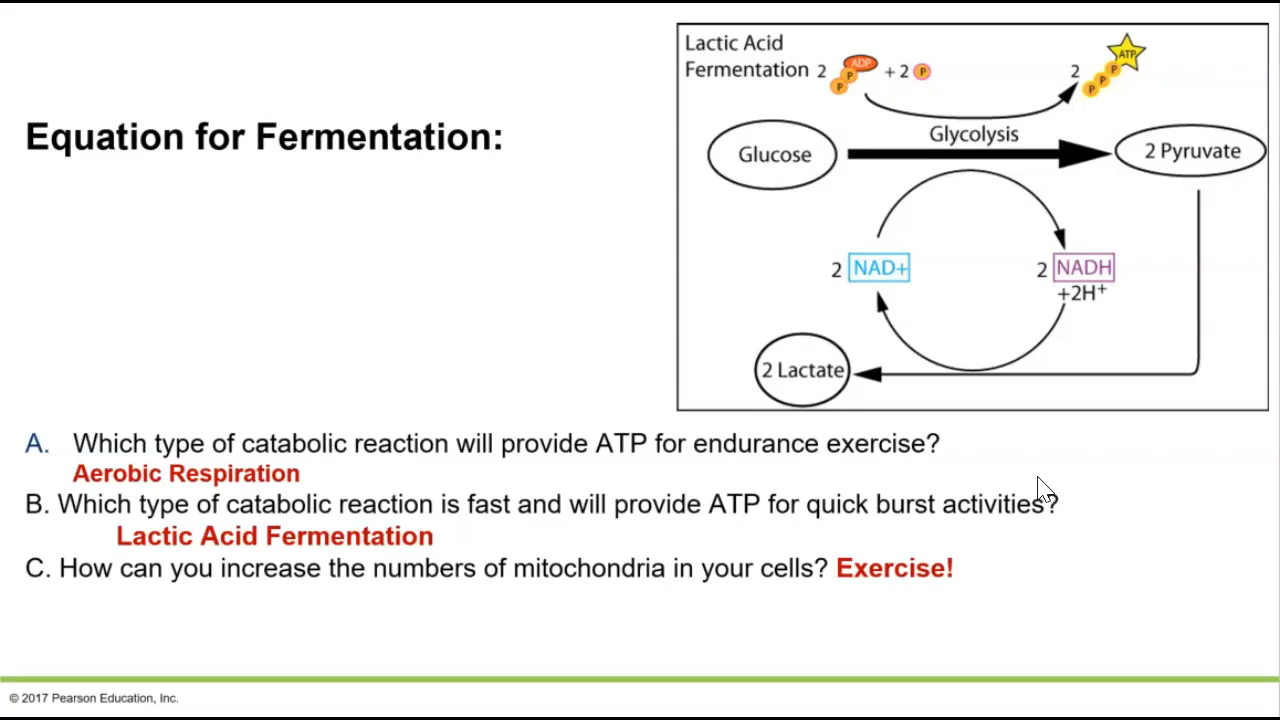 Equation for Fermentation:
Lactic Acid
Fermentation 2 ADP P P + 2 P
2 ATP P P P
Glycolysis
Glucose
2 Pyruvate
2 NAD+
2 NADH
+2H⁺
2 Lactate
A. Which type of catabolic reaction will provide ATP for endurance exercise?
Aerobic Respiration
B. Which type of catabolic reaction is fast and will provide ATP for quick burst activities?
Lactic Acid Fermentation
C. How can you increase the numbers of mitochondria in your cells? Exercise!
© 2017 Pearson Education, Inc.